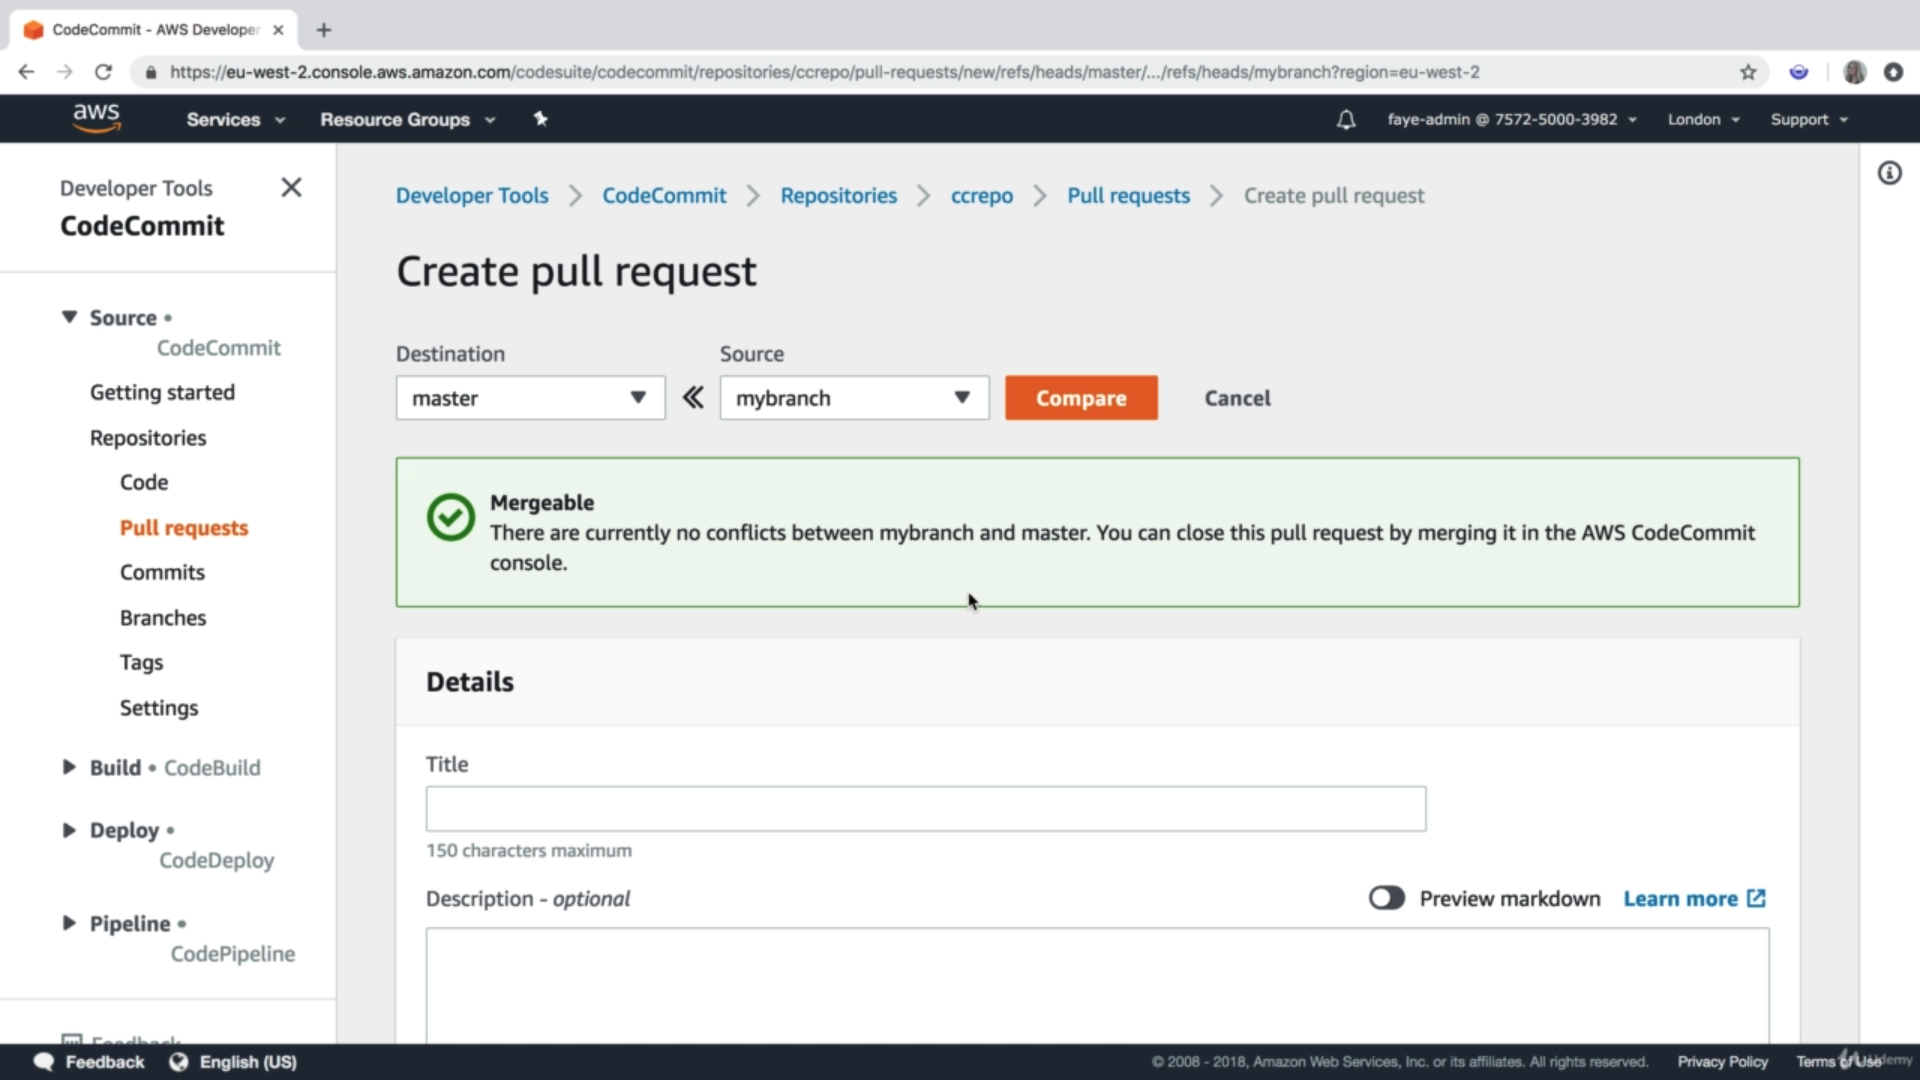 CodeCommit - AWS Developer
https://eu-west-2.console.aws.amazon.com/codesuite/codecommit/repositories/ccrepo/pull-requests/new/refs/heads/master/.../refs/heads/mybranch?region=eu-west-2
aws
Services
Resource Groups
faye-admin @ 7572-5000-3982
London
Support
Developer Tools
CodeCommit
Source •
CodeCommit
Getting started
Repositories
Code
Pull requests
Commits
Branches
Tags
Settings
Build • CodeBuild
Deploy •
CodeDeploy
Pipeline •
CodePipeline
Feedback
Developer Tools > CodeCommit > Repositories > ccrepo > Pull requests > Create pull request
Create pull request
Destination
Source
master
mybranch
Compare
Cancel
Mergeable
There are currently no conflicts between mybranch and master. You can close this pull request by merging it in the AWS CodeCommit
console.
Details
Title
150 characters maximum
Description - optional
Preview markdown
Learn more
Feedback
English (US)
© 2008 - 2018, Amazon Web Services, Inc. or its affiliates. All rights reserved.
Privacy Policy
Terms of Use